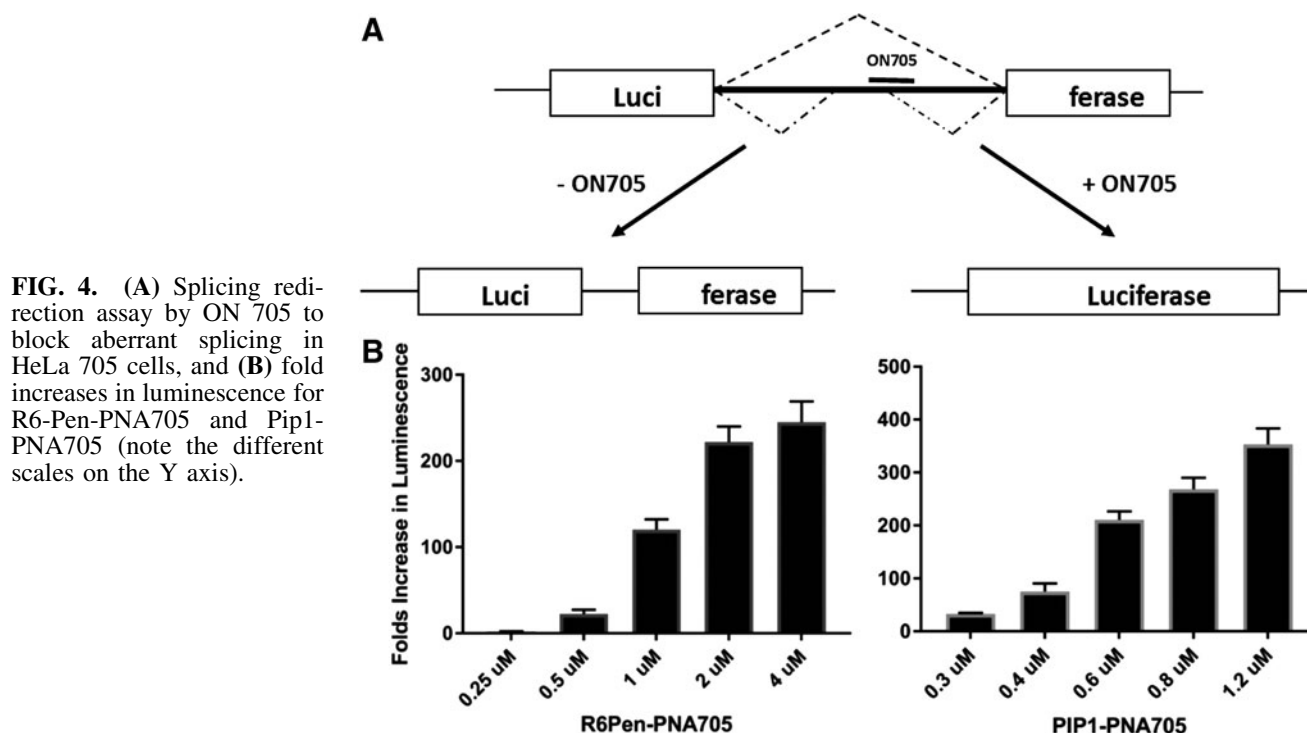 A
ON705
Luci
ferase
- ON705
+ ON705
Luci
ferase
Luciferase
FIG. 4. (A) Splicing redi-
rection assay by ON 705 to
block aberrant splicing in
HeLa 705 cells, and (B) fold
increases in luminescence for
R6-Pen-PNA705 and Pip1-
PNA705 (note the different
scales on the Y axis).
B
Folds Increase in Luminescence
300
200
100
0
0.25 uM
0.5 uM
1 uM
2 uM
4 uM
R6Pen-PNA705
500
400
300
200
100
0
0.3 uM
0.4 uM
0.6 uM
0.8 uM
1.2 uM
PIP1-PNA705